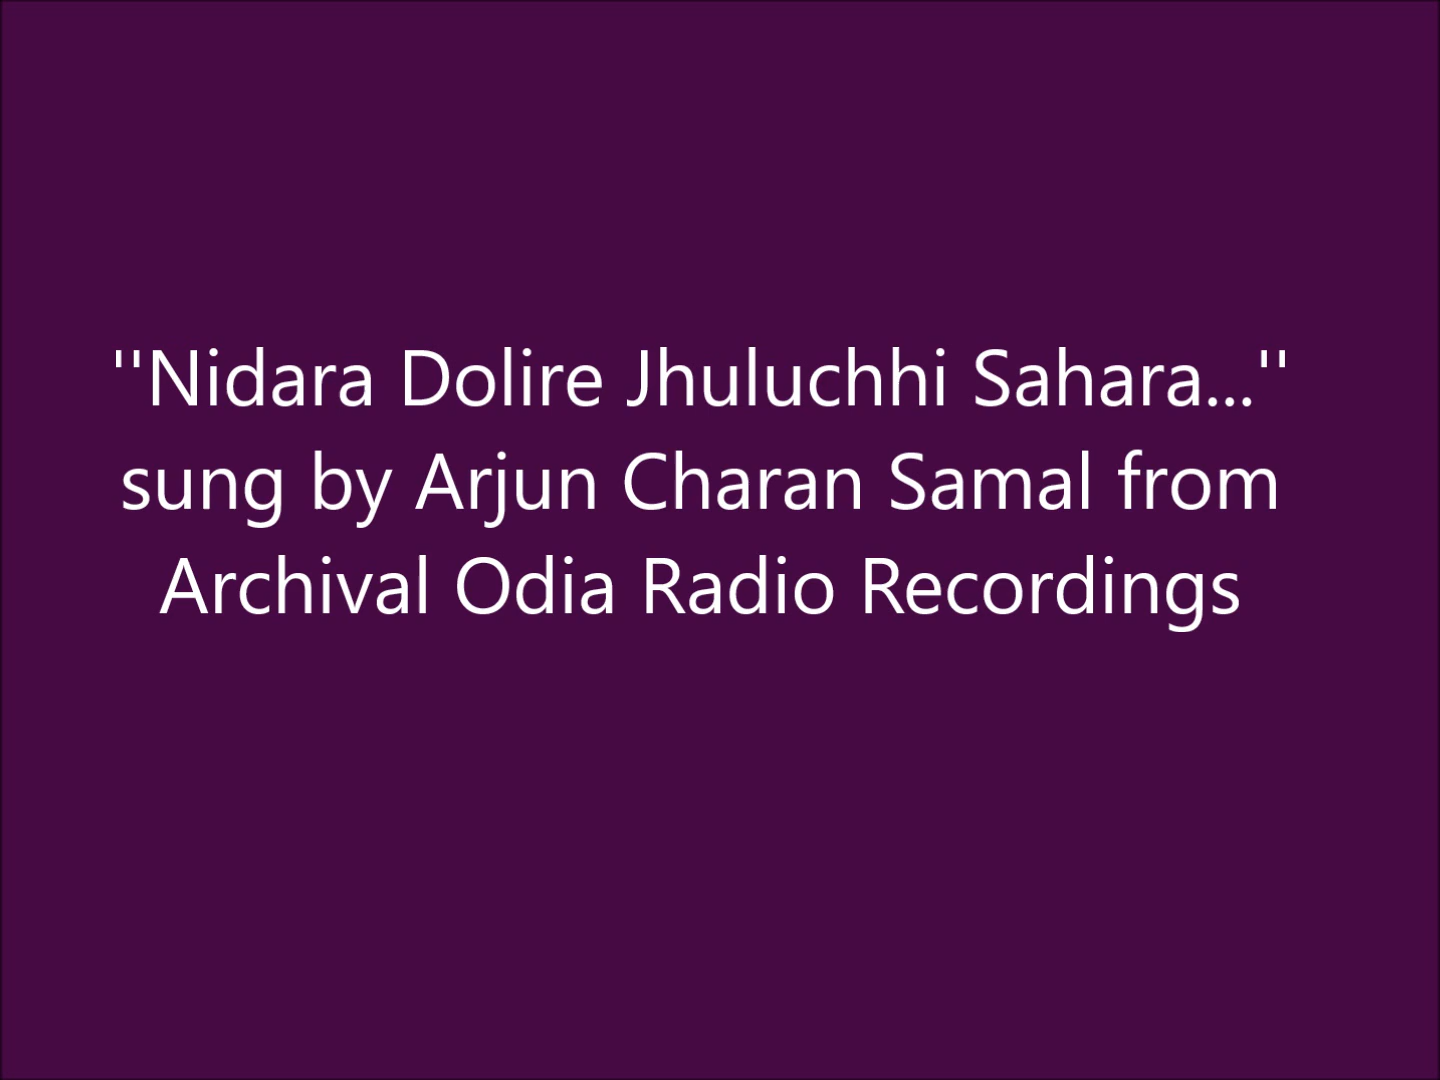 ''Nidara Dolire Jhuluchhi Sahara...''
sung by Arjun Charan Samal from
Archival Odia Radio Recordings